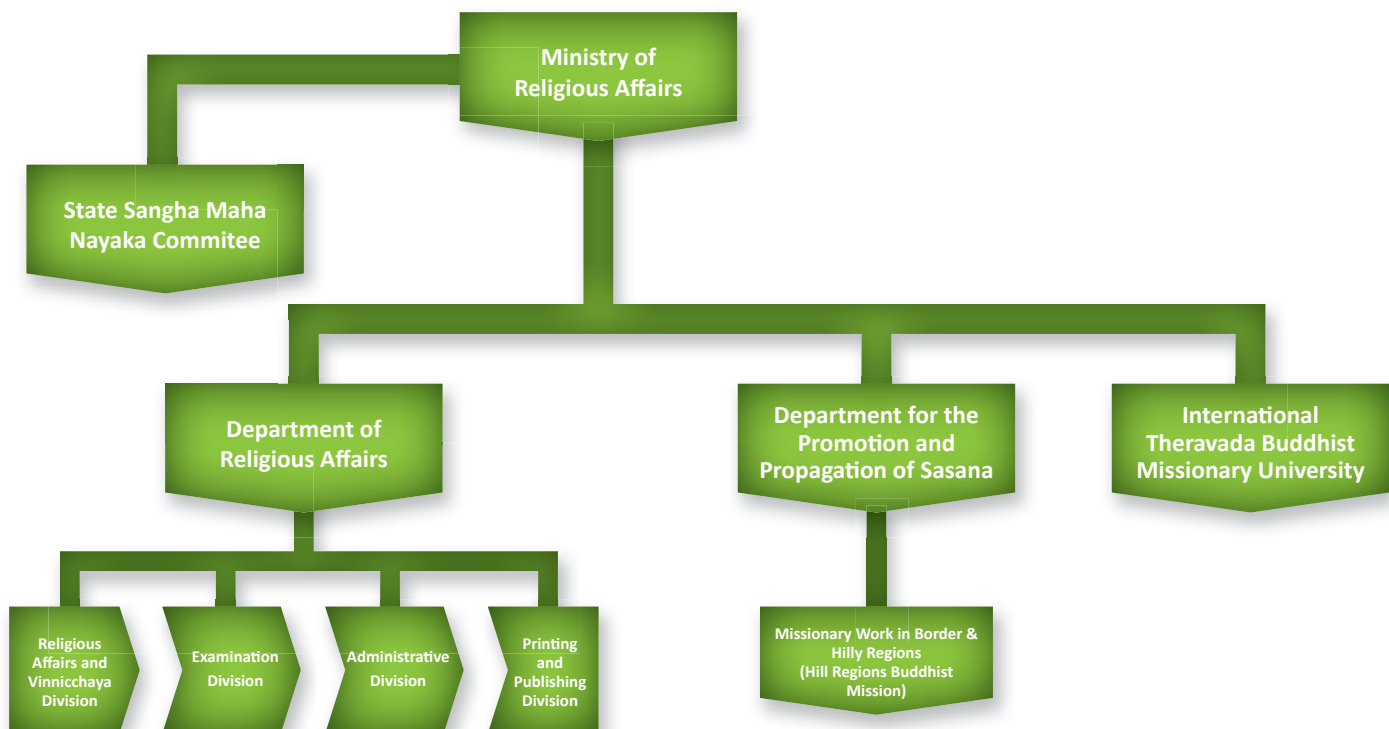 Ministry of
Religious Affairs
State Sangha Maha
Nayaka Commitee
Department of
Religious Affairs
Department for the
Promotion and
Propagation of Sasana
International
Theravada Buddhist
Missionary University
Religious
Affairs and
Vinnicchaya
Division
Examination
Division
Administrative
Division
Printing
and
Publishing
Division
Missionary Work in Border &
Hilly Regions
(Hill Regions Buddhist
Mission)